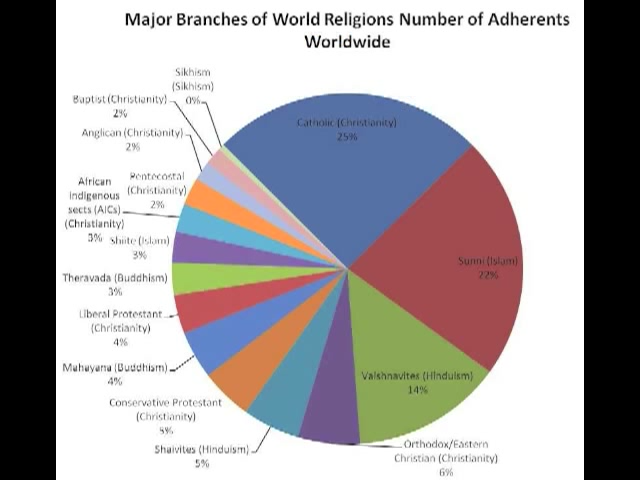 Major Branches of World Religions Number of Adherents
Worldwide
Sikhism
(Sikhism)
0%
Baptist (Christianity)
2%
Anglican (Christianity)
2%
Pentecostal
(Christianity)
2%
African
indigenous
sects (AICs)
(Christianity)
3%
Shiite (Islam)
3%
Theravada (Buddhism)
3%
Liberal Protestant
(Christianity)
4%
Mahayana (Buddhism)
4%
Conservative Protestant
(Christianity)
5%
Shaivites (Hinduism)
5%
Orthodox/Eastern
Christian (Christianity)
6%
Vaishnavites (Hinduism)
14%
Sunni (Islam)
22%
Catholic (Christianity)
25%